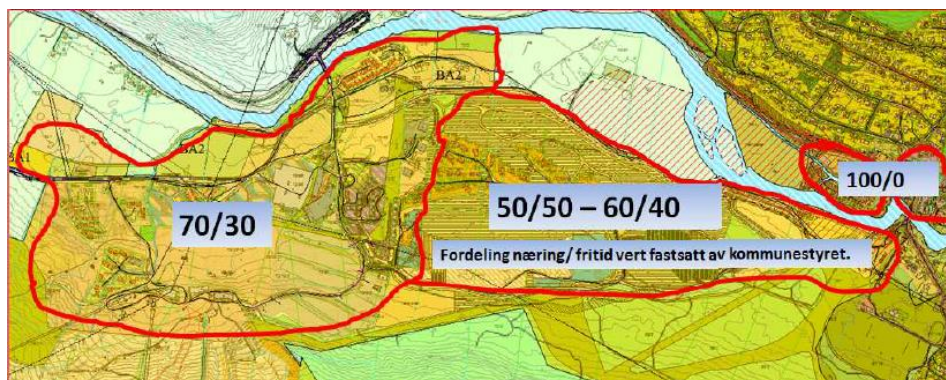 BA2
BA1
BA2
100/0
70/30
50/50 – 60/40
Fordeling næring/ fritid vert fastsatt av kommunestyret.